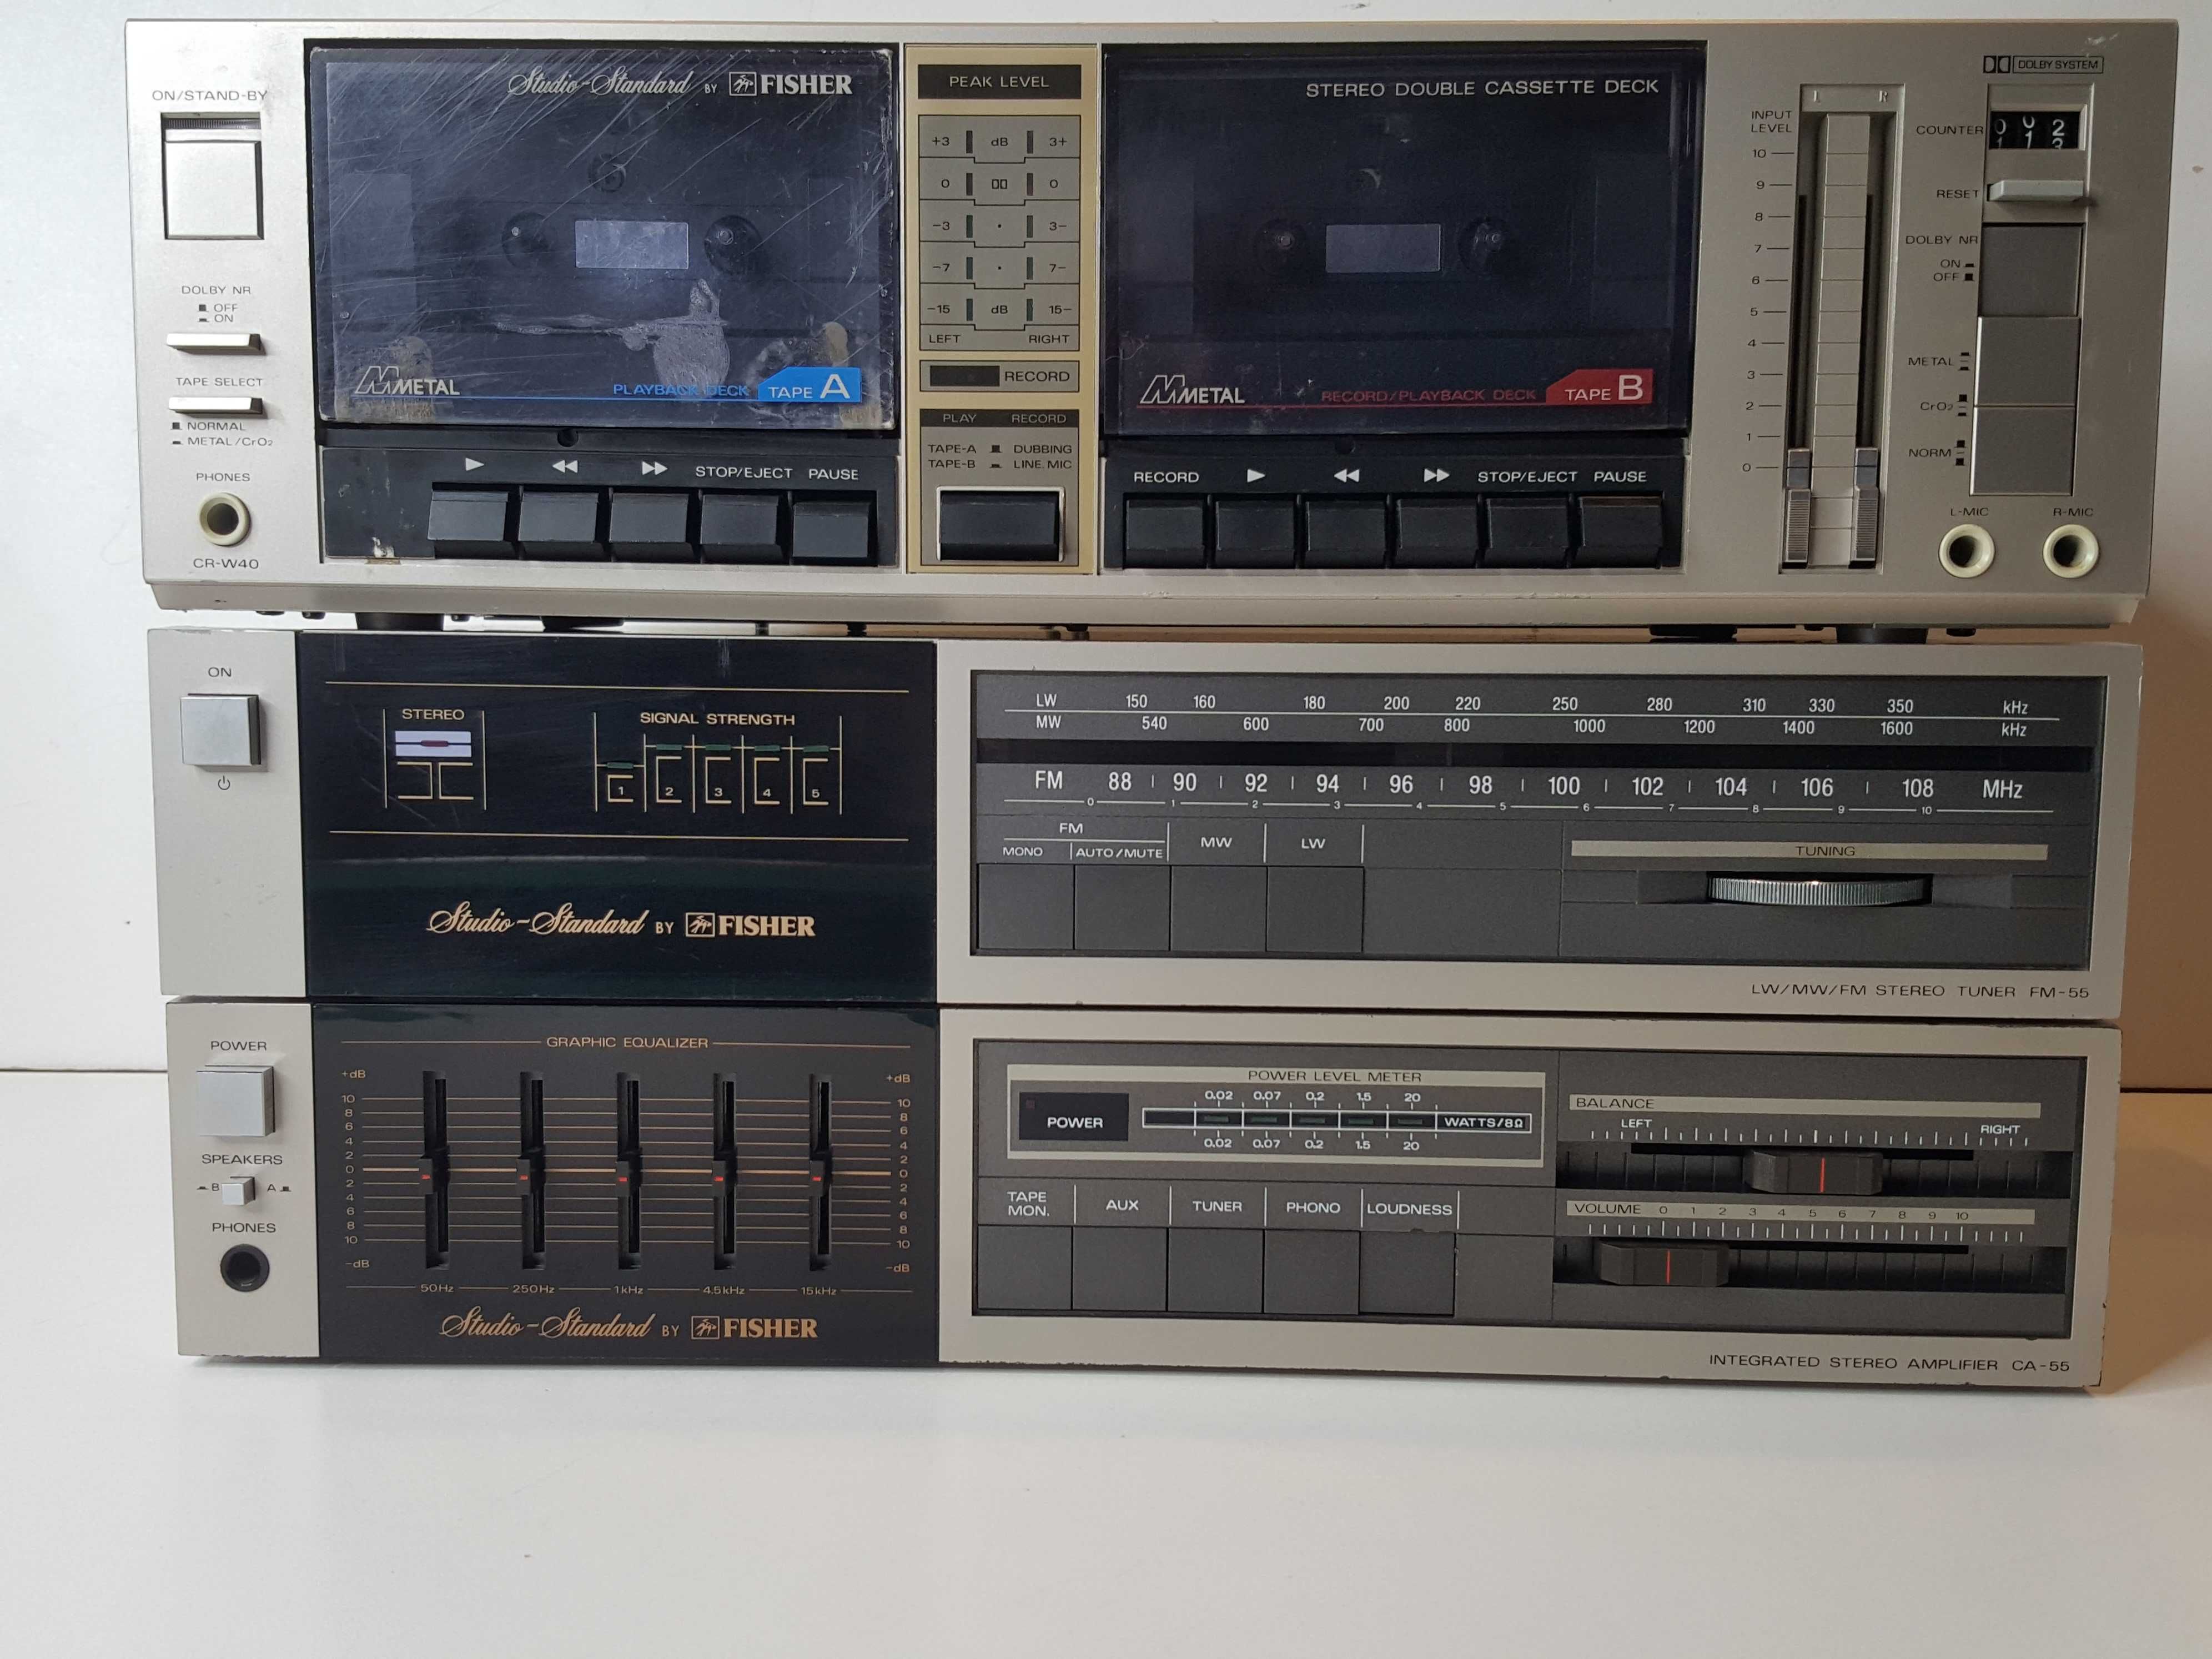 ON/STAND-BY
DOLBY NR
OFF
ON
TAPE SELECT
NORMAL
METAL/CrO2
PHONES
CR-W40
Studio-Standard BY FISHER
METAL
PLAYBACK DECK TAPE A
STOP/EJECT PAUSE
PEAK LEVEL
+3 dB 3+
0 0
-3 3-
-7 7-
-15 dB 15-
LEFT RIGHT
RECORD
PLAY RECORD
TAPE-A DUBBING
TAPE-B LINE. MIC
STEREO DOUBLE CASSETTE DECK
METAL
RECORD/PLAYBACK DECK TAPE B
RECORD STOP/EJECT PAUSE
L R
INPUT
LEVEL
10
9
8
7
6
5
4
3
2
1
0
DOLBY SYSTEM
COUNTER
RESET
DOLBY NR
ON
OFF
METAL
CrO2
NORM
L-MIC R-MIC
ON
STEREO
SIGNAL STRENGTH
1 2 3 4 5
Studio-Standard BY FISHER
LW 150 160 180 200 220 250 280 310 330 350 kHz
MW 540 600 700 800 1000 1200 1400 1600 kHz
FM 88 90 92 94 96 98 100 102 104 106 108 MHz
0 1 2 3 4 5 6 7 8 9 10
FM
MONO AUTO/MUTE MW LW
TUNING
LW/MW/FM STEREO TUNER FM-55
POWER
SPEAKERS
B A
PHONES
GRAPHIC EQUALIZER
+dB +dB
10 10
8 8
6 6
4 4
2 2
0 0
2 2
4 4
6 6
8 8
10 10
-dB -dB
50Hz 250Hz 1kHz 4.5kHz 15kHz
Studio-Standard BY FISHER
POWER LEVEL METER
POWER
0.02 0.07 0.2 1.5 20
WATTS/8Ω
0.02 0.07 0.2 1.5 20
TAPE
MON. AUX TUNER PHONO LOUDNESS
BALANCE
LEFT RIGHT
VOLUME 0 1 2 3 4 5 6 7 8 9 10
INTEGRATED STEREO AMPLIFIER CA-55